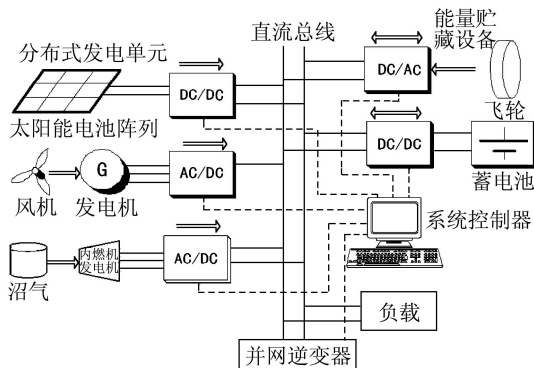 直流总线
能量贮
藏设备
分布式发电单元
DC/DC
DC/AC
飞轮
太阳能电池阵列
DC/DC
蓄电池
G
AC/DC
风机
发电机
系统控制器
内燃机
发电机
AC/DC
沼气
负载
并网逆变器